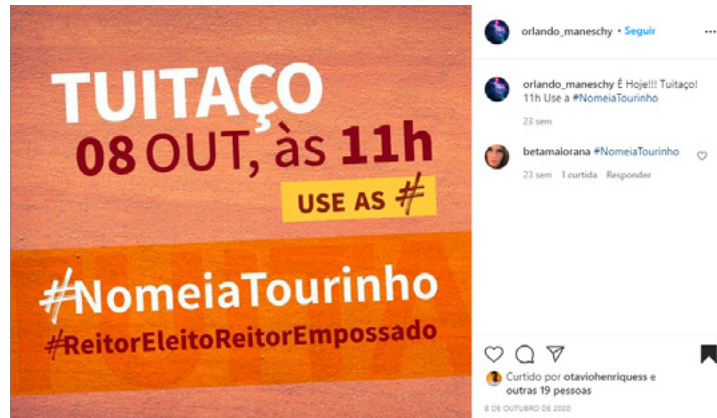 TUITAÇO
08 OUT, às 11h
USE AS #
#NomeiaTourinho
#ReitorEleitoReitorEmpossado
orlando_maneschy • Seguir
orlando_maneschy É Hoje!!! Tuitaço!
11h Use a #NomeiaTourinho
23 sem
betamaiorana #NomeiaTourinho
23 sem 1 curtida Responder
Curtido por otaviohenriquess e
outras 19 pessoas
8 DE OUTUBRO DE 2020